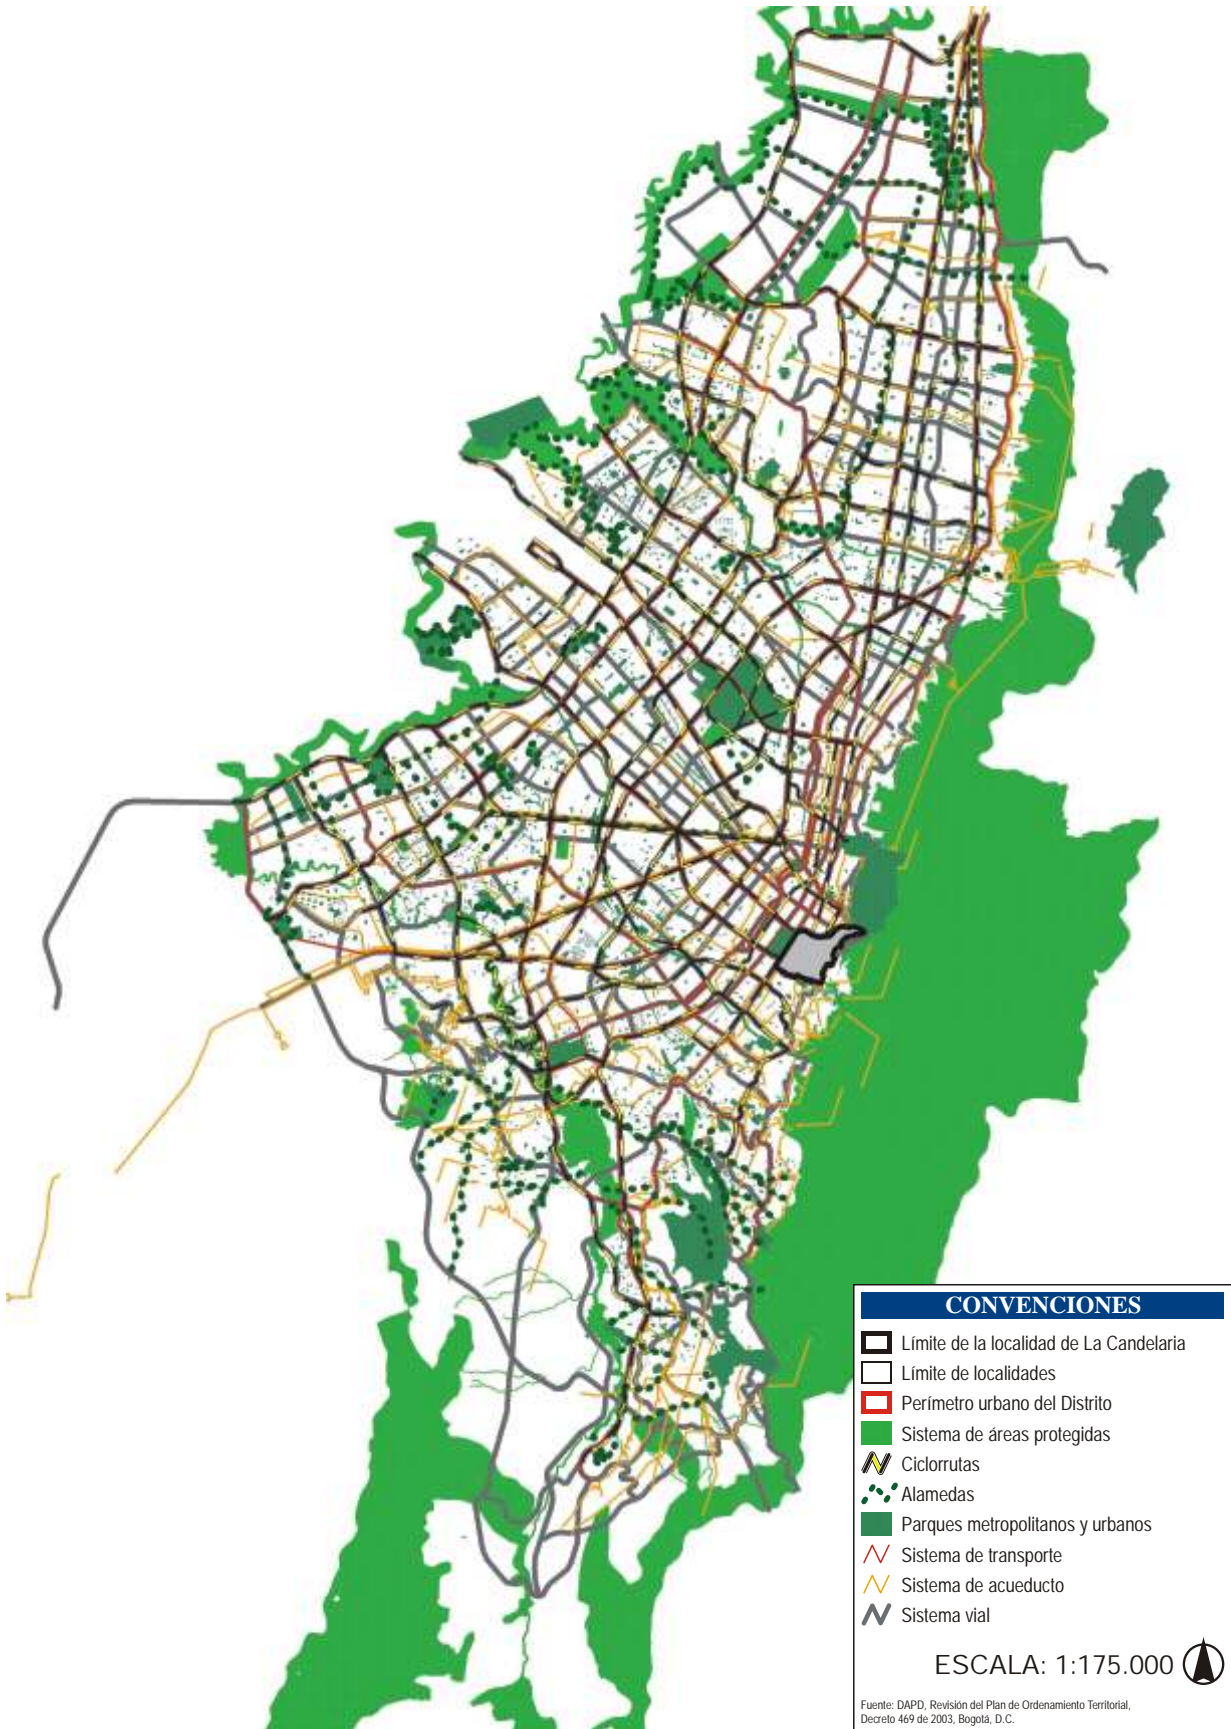 CONVENCIONES
Límite de la localidad de La Candelaria
Límite de localidades
Perímetro urbano del Distrito
Sistema de áreas protegidas
Ciclorrutas
Alamedas
Parques metropolitanos y urbanos
Sistema de transporte
Sistema de acueducto
Sistema vial
ESCALA: 1:175.000
Fuente: DAPD, Revisión del Plan de Ordenamiento Territorial,
Decreto 469 de 2003, Bogotá, D.C.